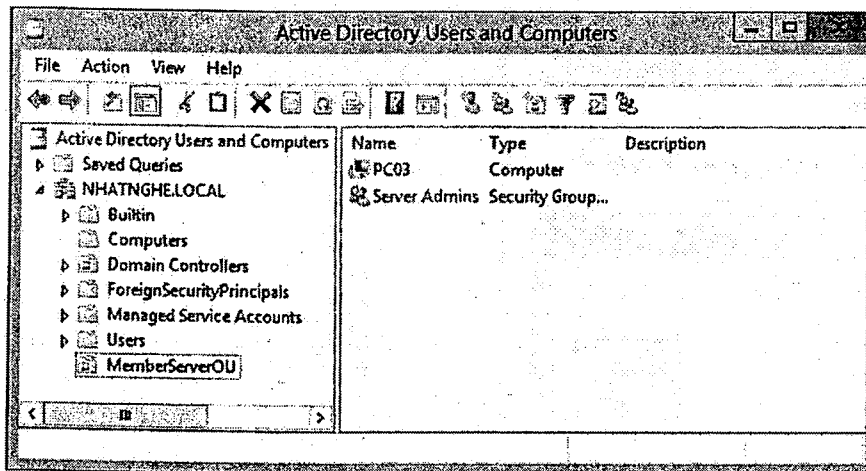 Active Directory Users and Computers
File Action View Help
Active Directory Users and Computers
Saved Queries
NHATNGHE.LOCAL
Builtin
Computers
Domain Controllers
ForeignSecurityPrincipals
Managed Service Accounts
Users
MemberServerOU
Name Type Description
PC03 Computer
Server Admins Security Group...